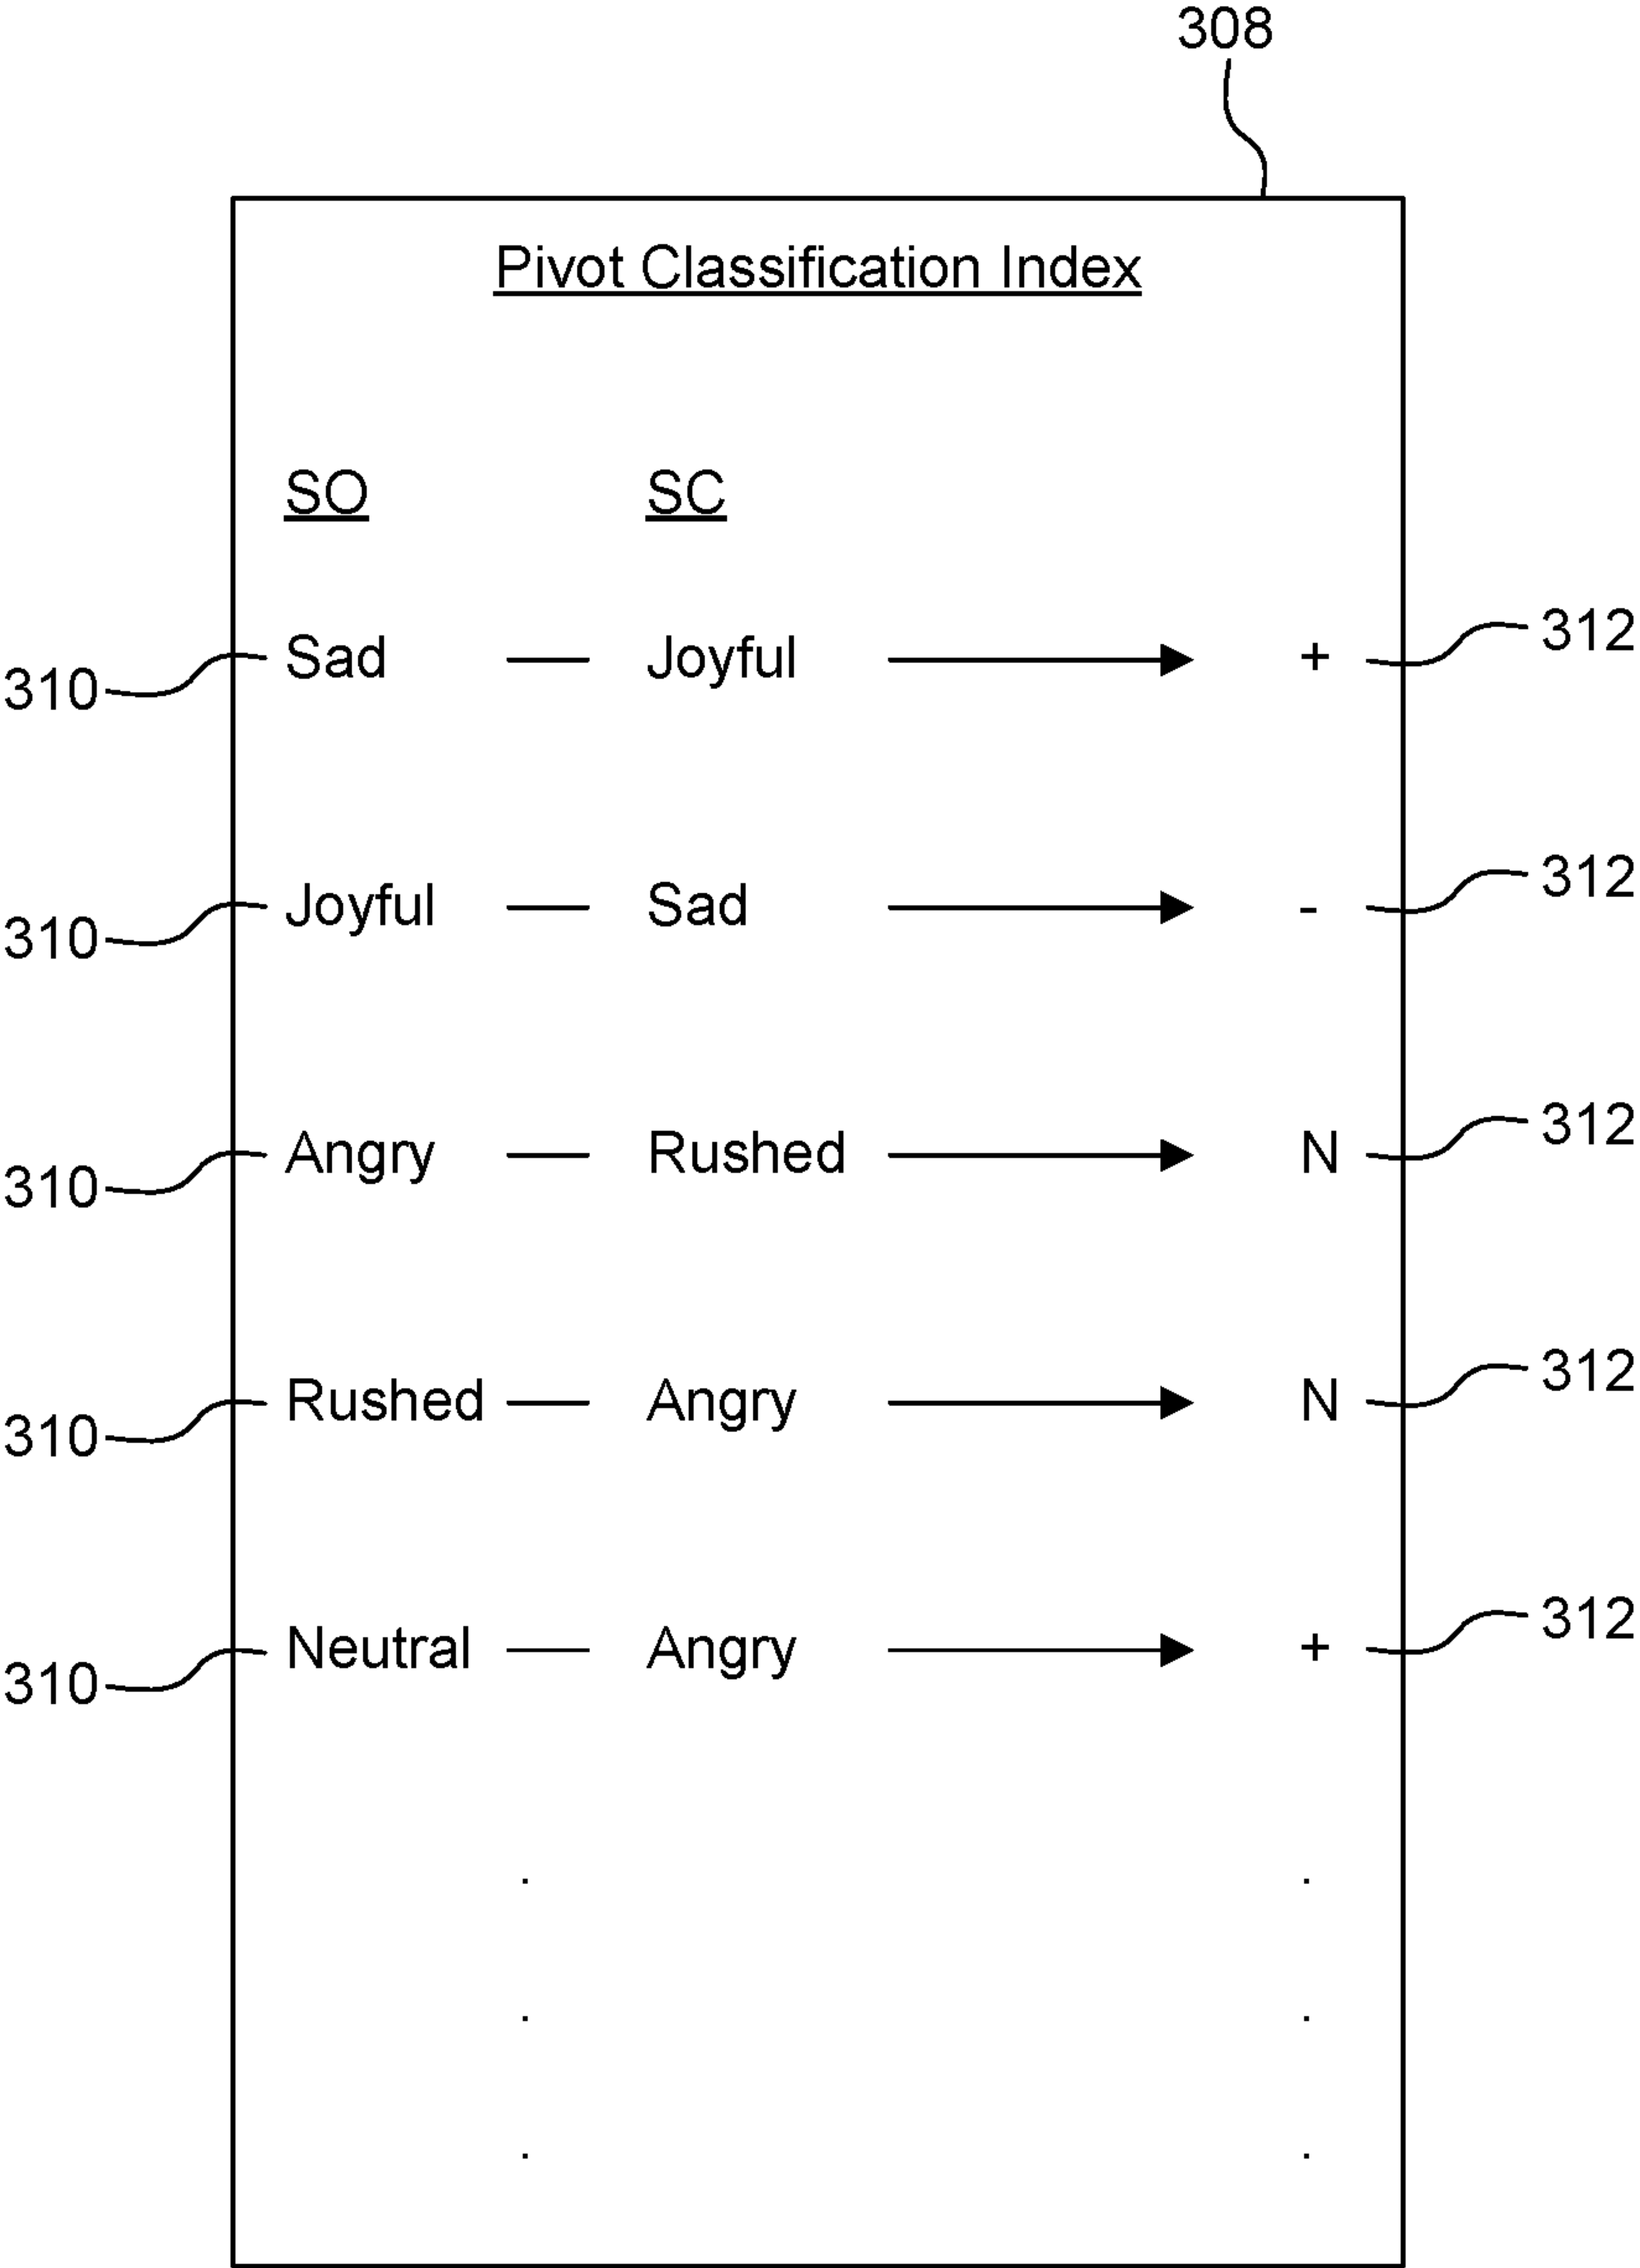 308
Pivot Classification Index
SO SC
Sad — Joyful + 312
310
Joyful — Sad - 312
310
Angry — Rushed N 312
310
Rushed — Angry N 312
310
Neutral — Angry + 312
310
. .
. .
. .